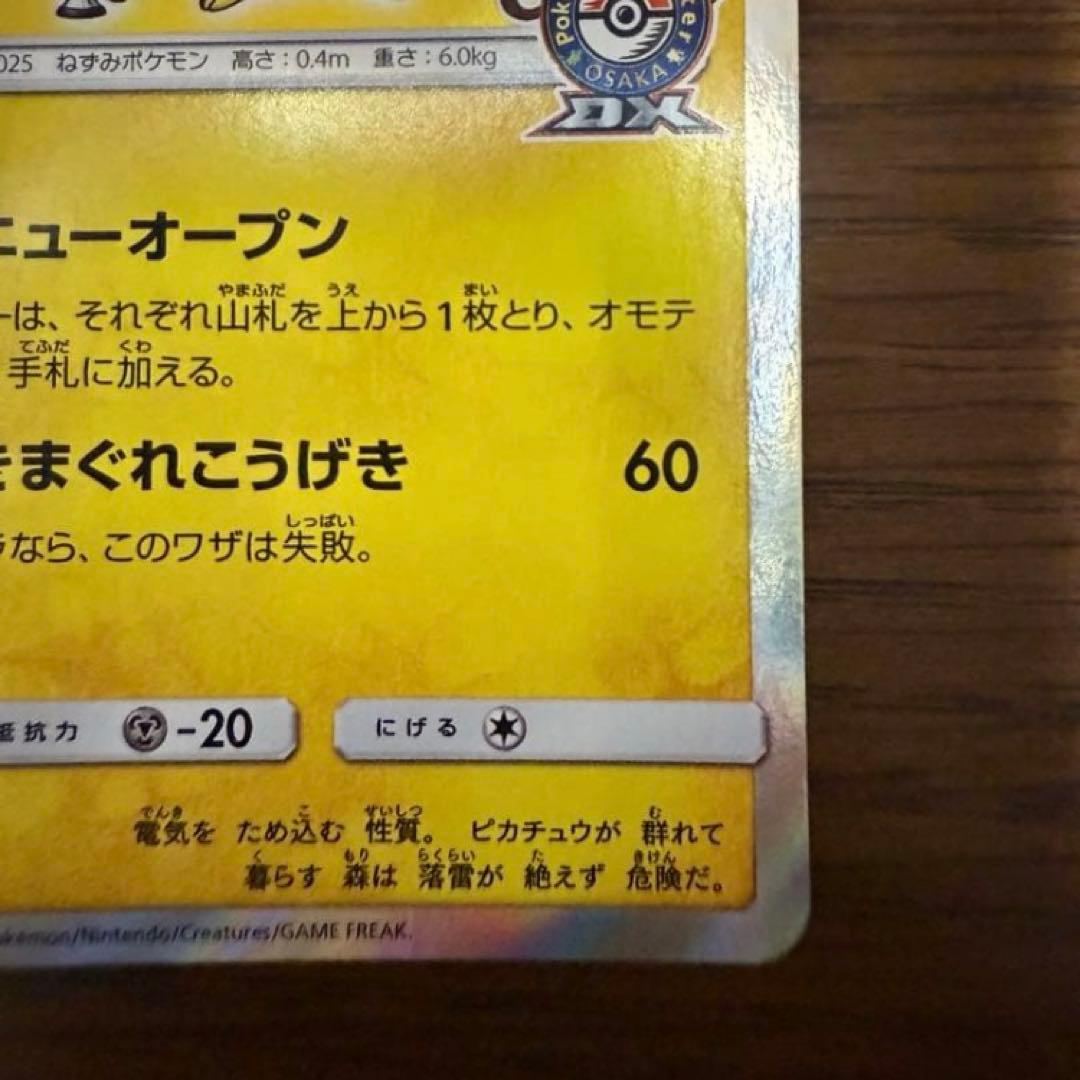 025 ねずみポケモン 高さ:0.4m 重さ:6.0kg
OSAKA
DX
ニューオープン
ーは、それぞれ山札を上から1枚とり、オモテ
手札に加える。
きまぐれこうげき 60
ラなら、このワザは失敗。
抵抗力 -20 にげる
電気を ため込む 性質。 ピカチュウが 群れて
暮らす 森は 落雷が 絶えず 危険だ。
okémon/Nintendo/Creatures/GAME FREAK.